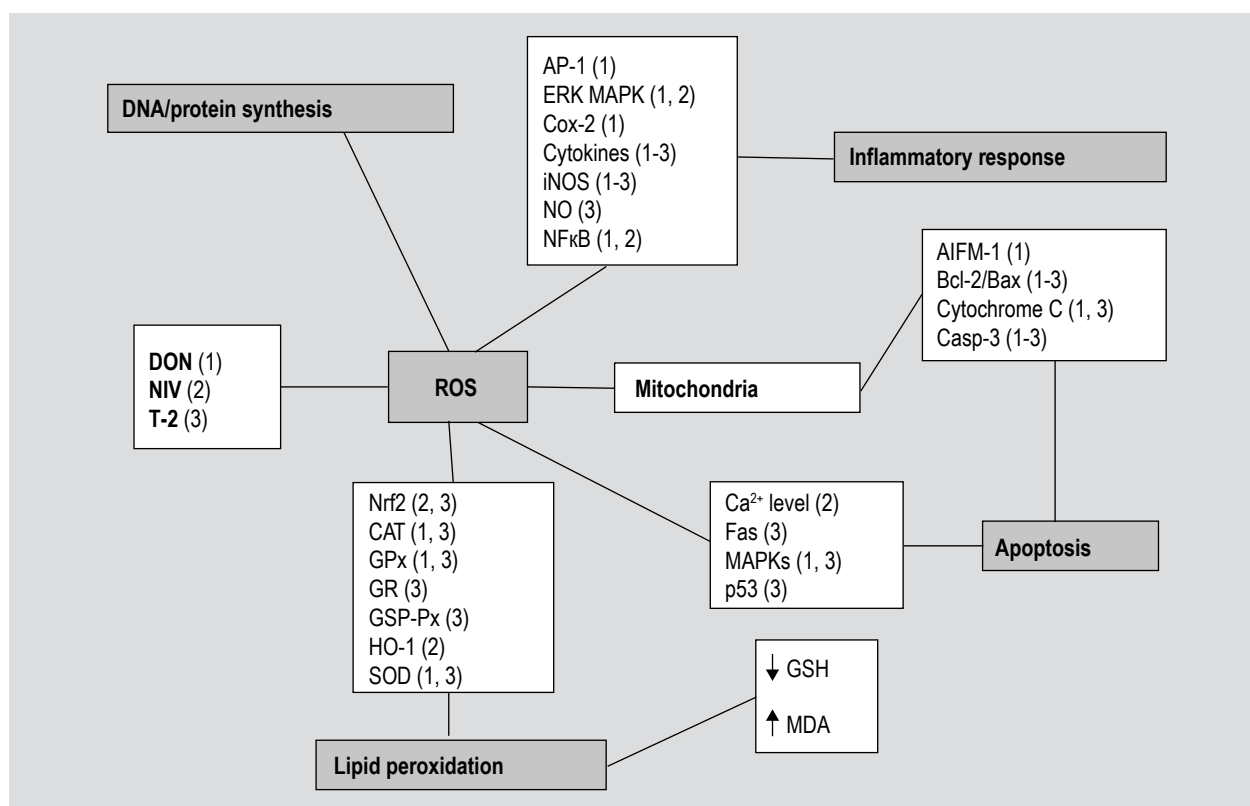 DNA/protein synthesis
AP-1 (1)
ERK MAPK (1, 2)
Cox-2 (1)
Cytokines (1-3)
iNOS (1-3)
NO (3)
NFκB (1, 2)
Inflammatory response
AIFM-1 (1)
Bcl-2/Bax (1-3)
Cytochrome C (1, 3)
Casp-3 (1-3)
DON (1)
NIV (2)
T-2 (3)
ROS
Mitochondria
Nrf2 (2, 3)
CAT (1, 3)
GPx (1, 3)
GR (3)
GSP-Px (3)
HO-1 (2)
SOD (1, 3)
Ca²⁺ level (2)
Fas (3)
MAPKs (1, 3)
p53 (3)
Apoptosis
↓ GSH
↑ MDA
Lipid peroxidation